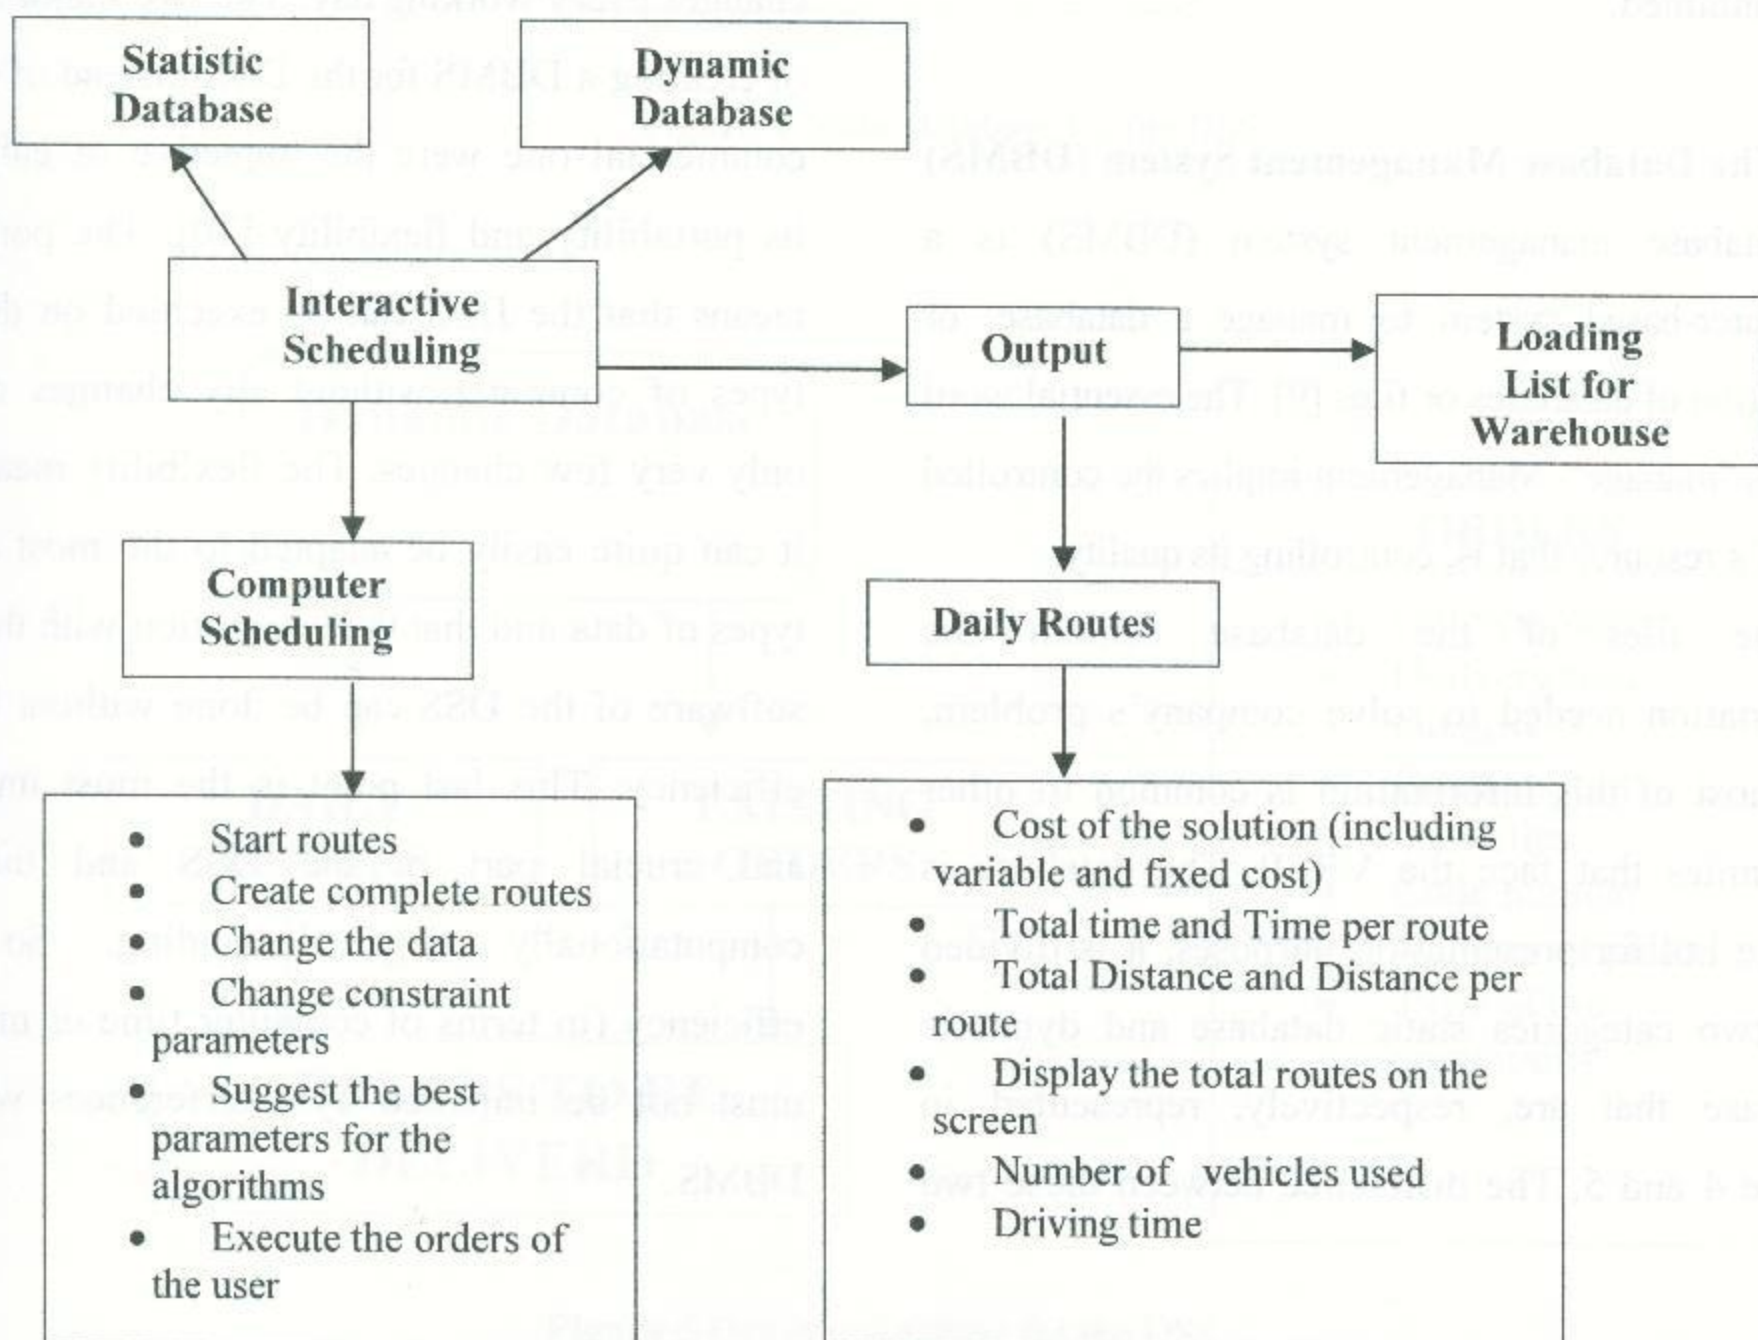 Statistic
Database
Dynamic
Database
Interactive
Scheduling
Output
Loading
List for
Warehouse
Computer
Scheduling
Daily Routes
• Start routes
• Create complete routes
• Change the data
• Change constraint
parameters
• Suggest the best
parameters for the
algorithms
• Execute the orders of
the user
• Cost of the solution (including
variable and fixed cost)
• Total time and Time per route
• Total Distance and Distance per
route
• Display the total routes on the
screen
• Number of vehicles used
• Driving time